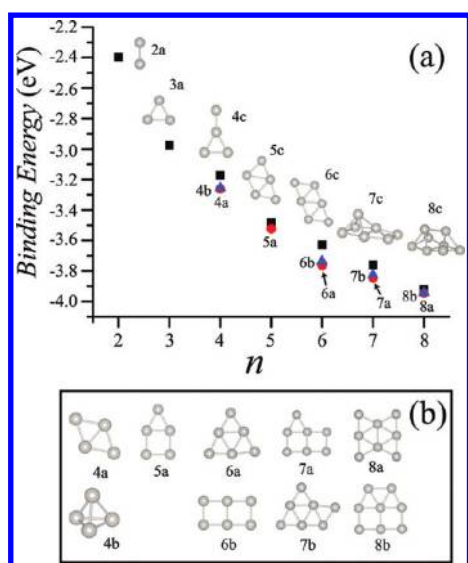 (a)
Binding Energy (eV)
-2.0
-2.2
-2.4
-2.6
-2.8
-3.0
-3.2
-3.4
-3.6
-3.8
-4.0
2a
3a
4c
5c
6c
7c
8c
4b
4a
5a
6b
6a
7b
7a
8b
8a
2 3 4 5 6 7 8
n
(b)
4a 5a 6a 7a 8a
4b 6b 7b 8b